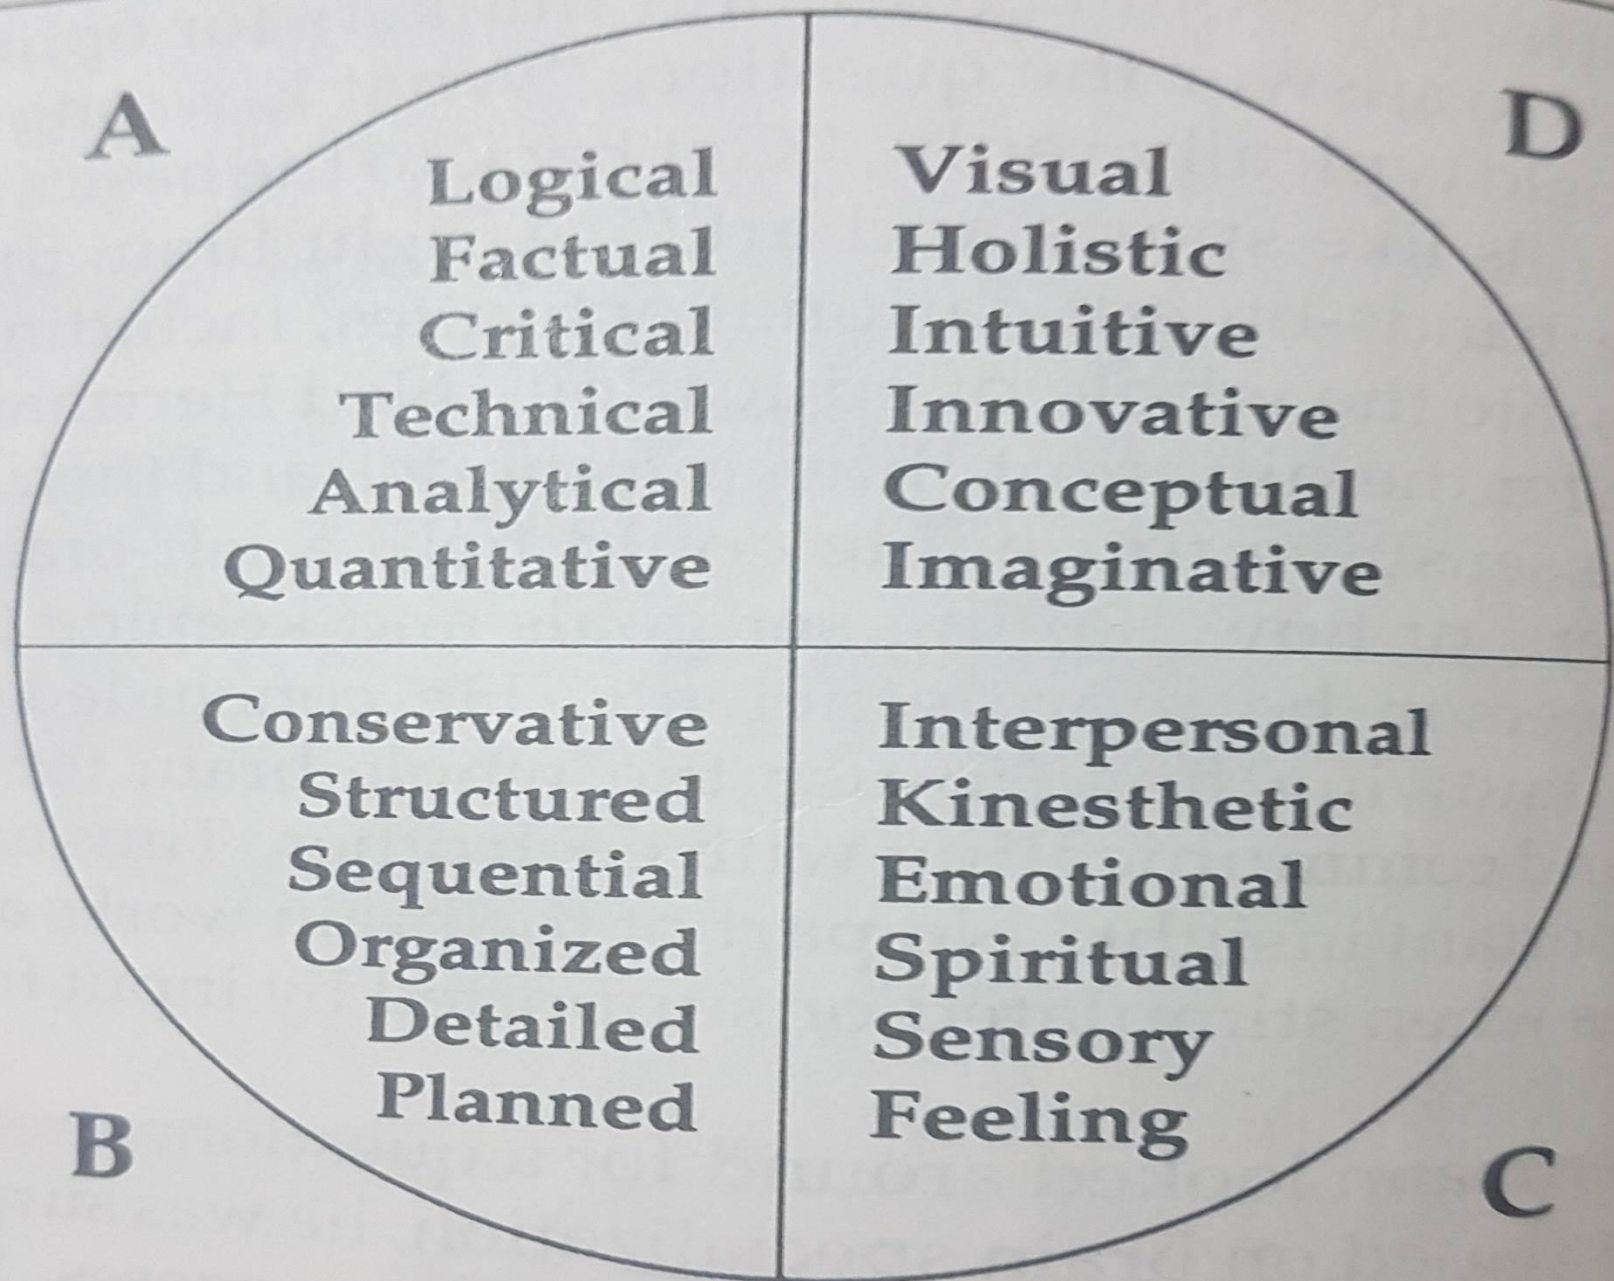 A
Logical
Factual
Critical
Technical
Analytical
Quantitative
D
Visual
Holistic
Intuitive
Innovative
Conceptual
Imaginative
B
Conservative
Structured
Sequential
Organized
Detailed
Planned
C
Interpersonal
Kinesthetic
Emotional
Spiritual
Sensory
Feeling